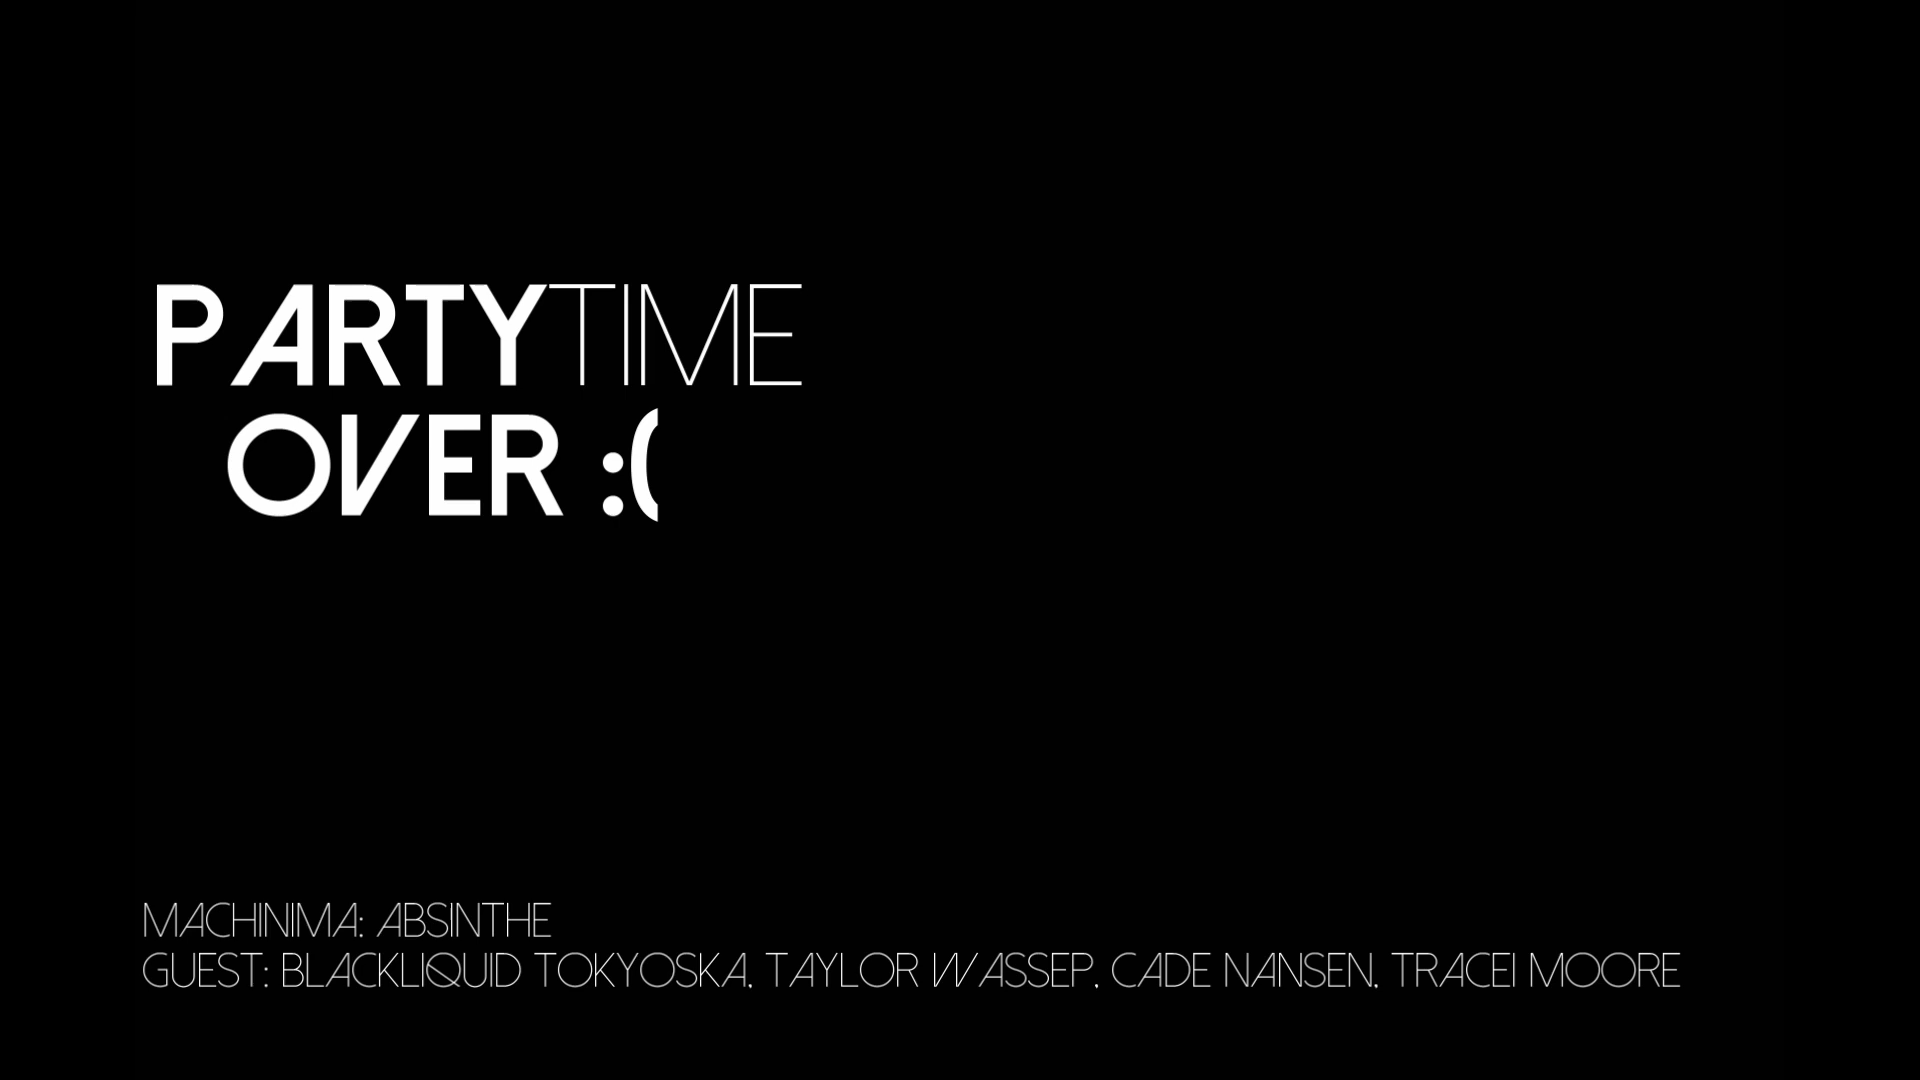 PARTYTIME
OVER :(
MACHINIMA: ABSINTHE
GUEST: BLACKLIQUID TOKYOSKA, TAYLOR WASSEP, CADE NANSEN, TRACEI MOORE